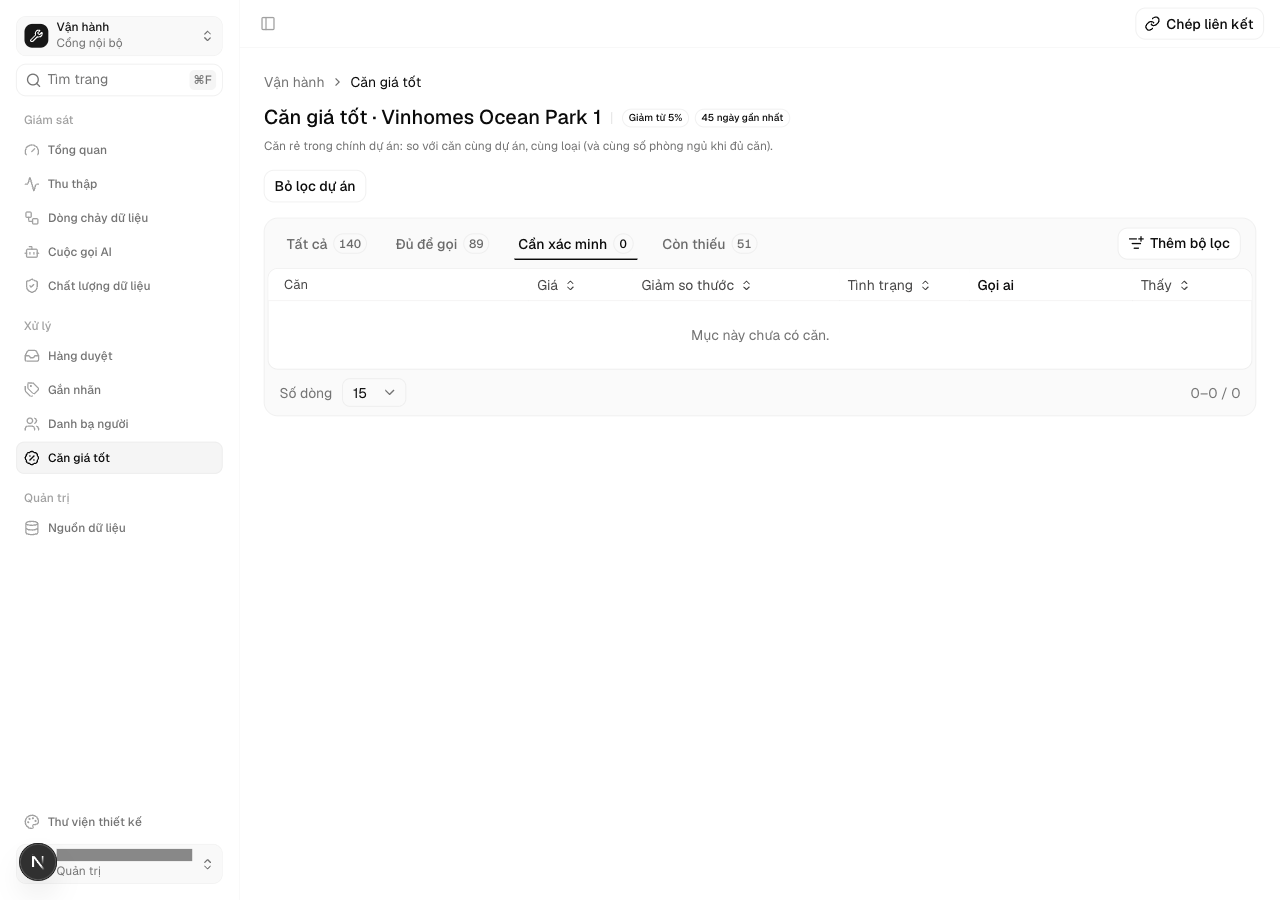 Vận hành
Cổng nội bộ
Tìm trang ⌘F
Giám sát
Tổng quan
Thu thập
Dòng chảy dữ liệu
Cuộc gọi AI
Chất lượng dữ liệu
Xử lý
Hàng duyệt
Gắn nhãn
Danh bạ người
Căn giá tốt
Quản trị
Nguồn dữ liệu
Thư viện thiết kế
N
Quản trị
Chép liên kết
Vận hành > Căn giá tốt
Căn giá tốt · Vinhomes Ocean Park 1 Giảm từ 5% 45 ngày gần nhất
Căn rẻ trong chính dự án: so với căn cùng dự án, cùng loại (và cùng số phòng ngủ khi đủ căn).
Bỏ lọc dự án
Tất cả 140 Đủ để gọi 89 Cần xác minh 0 Còn thiếu 51 Thêm bộ lọc
Căn Giá Giảm so thước Tình trạng Gọi ai Thấy
Mục này chưa có căn.
Số dòng 15 0–0 / 0